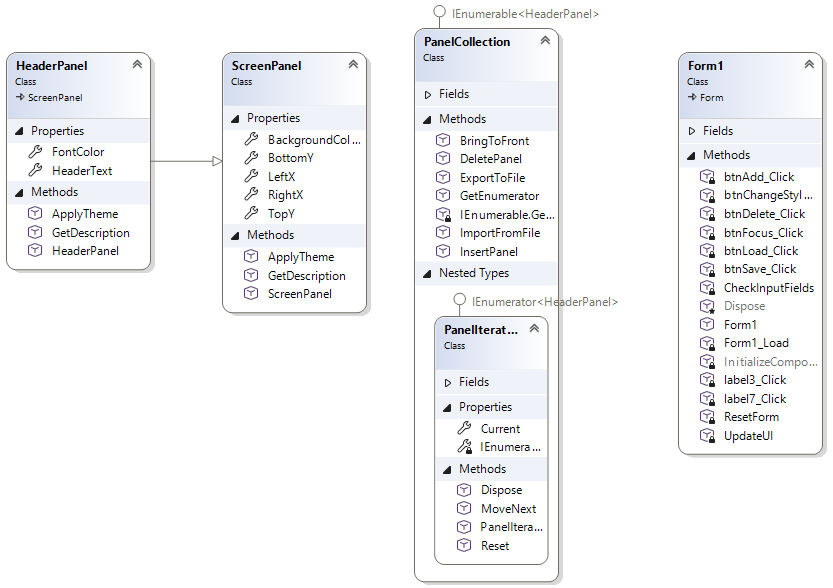 HeaderPanel
Class
ScreenPanel
Properties
FontColor
HeaderText
Methods
ApplyTheme
GetDescription
HeaderPanel
ScreenPanel
Class
Properties
BackgroundCol...
BottomY
LeftX
RightX
TopY
Methods
ApplyTheme
GetDescription
ScreenPanel
IEnumerable<HeaderPanel>
PanelCollection
Class
Fields
Methods
BringToFront
DeletePanel
ExportToFile
GetEnumerator
IEnumerable.Ge...
ImportFromFile
InsertPanel
Nested Types
IEnumerator<HeaderPanel>
PanelIterat...
Class
Fields
Properties
Current
IEnumera...
Methods
Dispose
MoveNext
PanelItera...
Reset
Form1
Class
Form
Fields
Methods
btnAdd_Click
btnChangeStyl...
btnDelete_Click
btnFocus_Click
btnLoad_Click
btnSave_Click
CheckInputFields
Dispose
Form1
Form1_Load
InitializeCompo...
label3_Click
label7_Click
ResetForm
UpdateUI